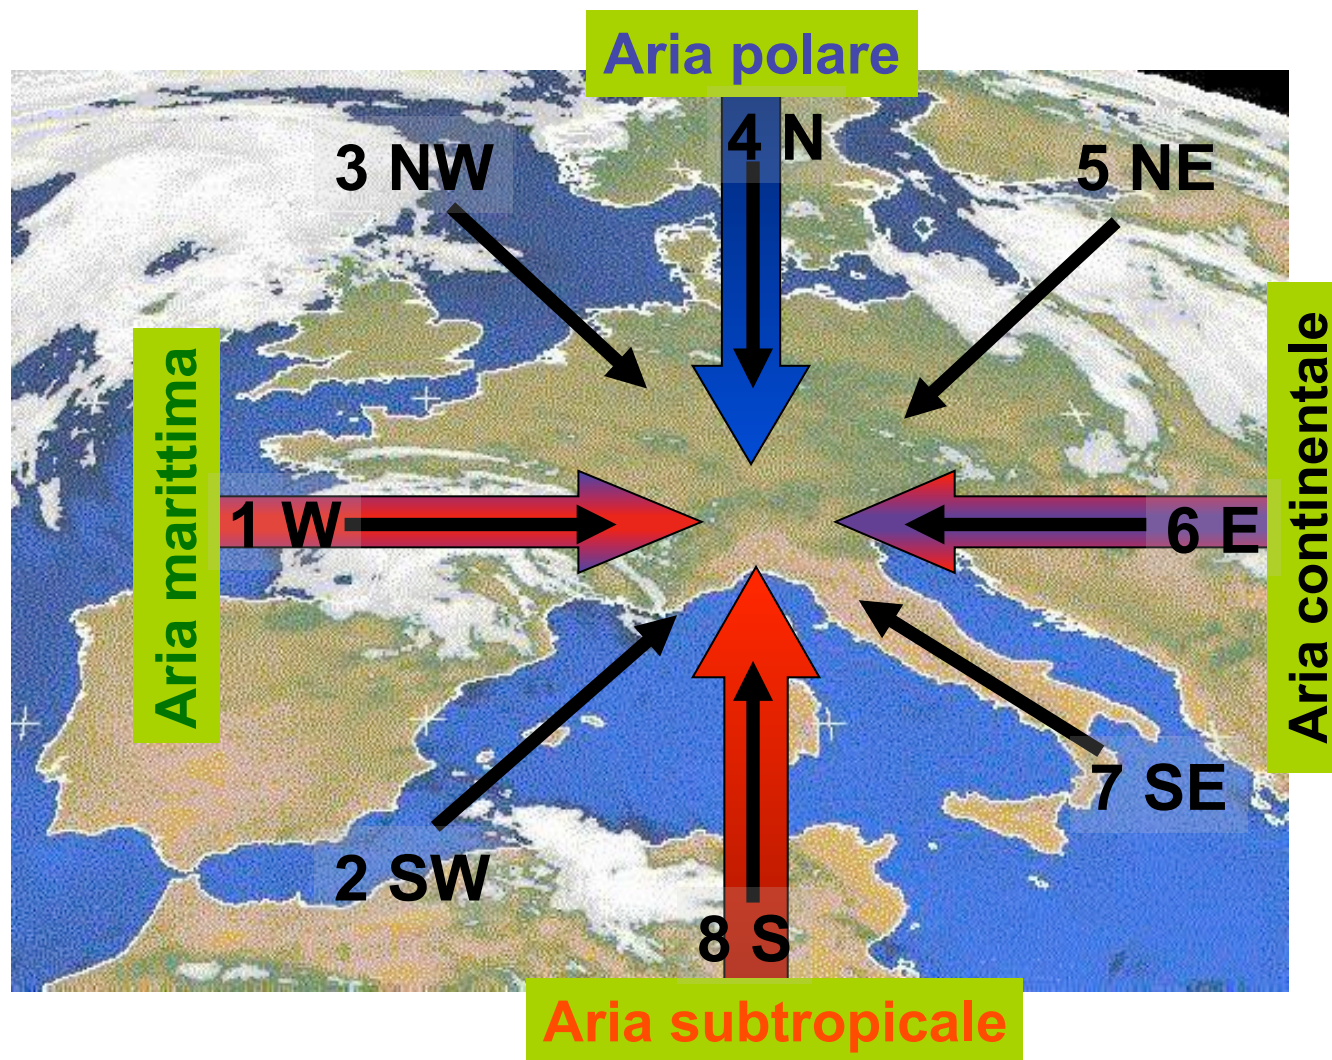 Aria polare
4 N
3 NW
5 NE
Aria marittima
Aria continentale
1 W
6 E
7 SE
2 SW
8 S
Aria subtropicale